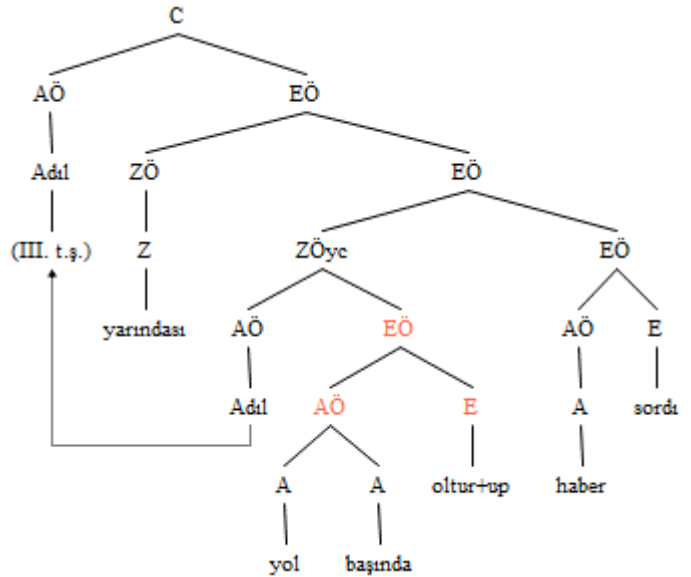 C
AÖ EÖ
Adıl ZÖ EÖ
(III. t.ş.) Z ZÖyc EÖ
yarındası AÖ EÖ AÖ E
Adıl AÖ E A sordı
A A oltur+up haber
yol başında